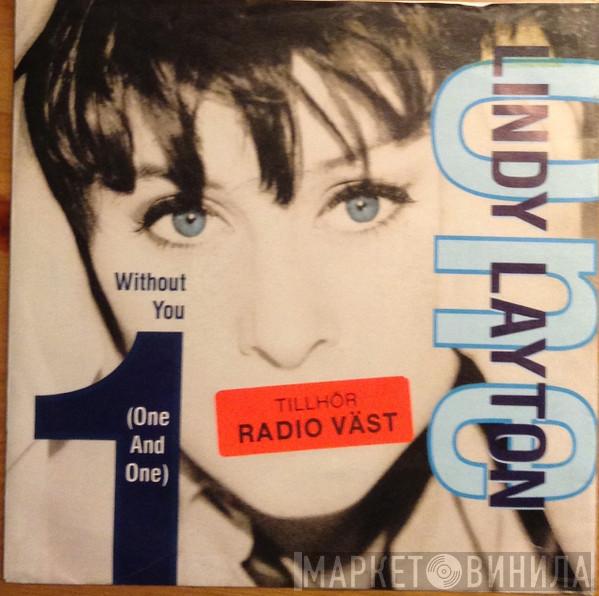 Without
You
1
(One
And
One)
One
LINDY LAYTON
TILLHÖR
RADIO VÄST
МАРКЕТ ВИНИЛА